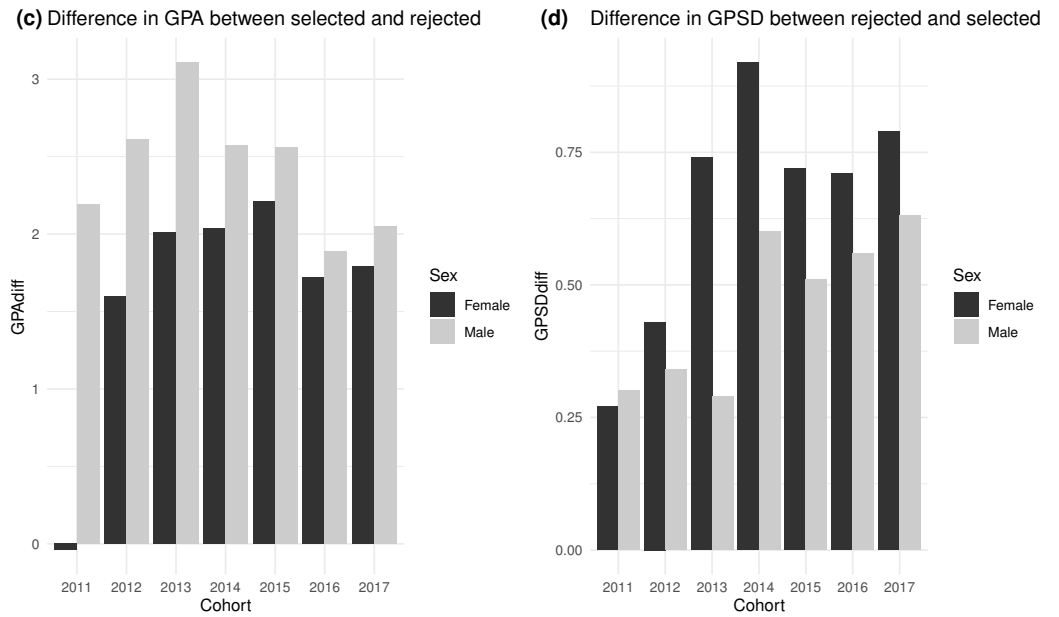 (c) Difference in GPA between selected and rejected
GPAdiff
3
2
1
0
2011 2012 2013 2014 2015 2016 2017
Cohort
Sex
Female
Male
(d) Difference in GPSD between rejected and selected
GPSDdiff
0.75
0.50
0.25
0.00
2011 2012 2013 2014 2015 2016 2017
Cohort
Sex
Female
Male